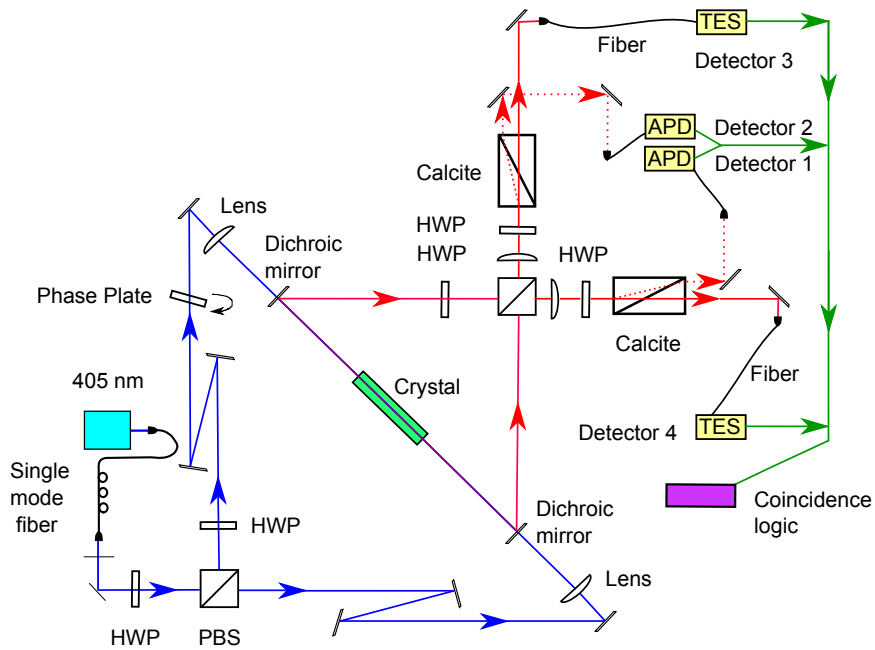 TES
Fiber
Detector 3
APD
Detector 2
APD
Detector 1
Calcite
Lens
HWP
Dichroic
mirror
HWP
HWP
Phase Plate
Calcite
405 nm
Crystal
Fiber
TES
Detector 4
Single
mode
fiber
HWP
Dichroic
mirror
Coincidence
logic
Lens
HWP
PBS